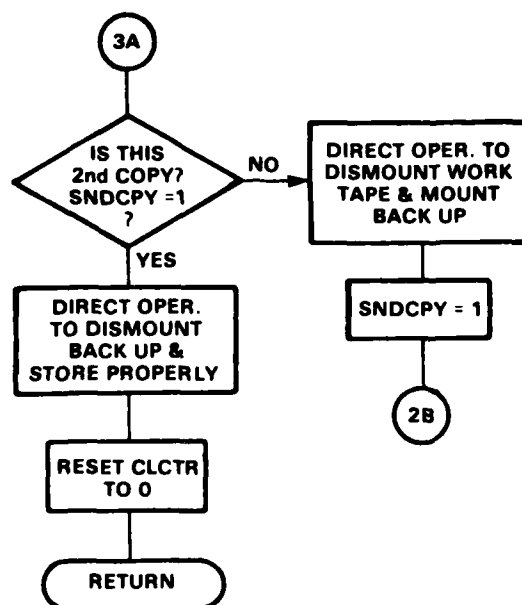 3A
IS THIS
2nd COPY?
SNDCPY =1
?
NO
DIRECT OPER. TO
DISMOUNT WORK
TAPE & MOUNT
BACK UP
YES
DIRECT OPER.
TO DISMOUNT
BACK UP &
STORE PROPERLY
SNDCPY = 1
2B
RESET CLCTR
TO 0
RETURN